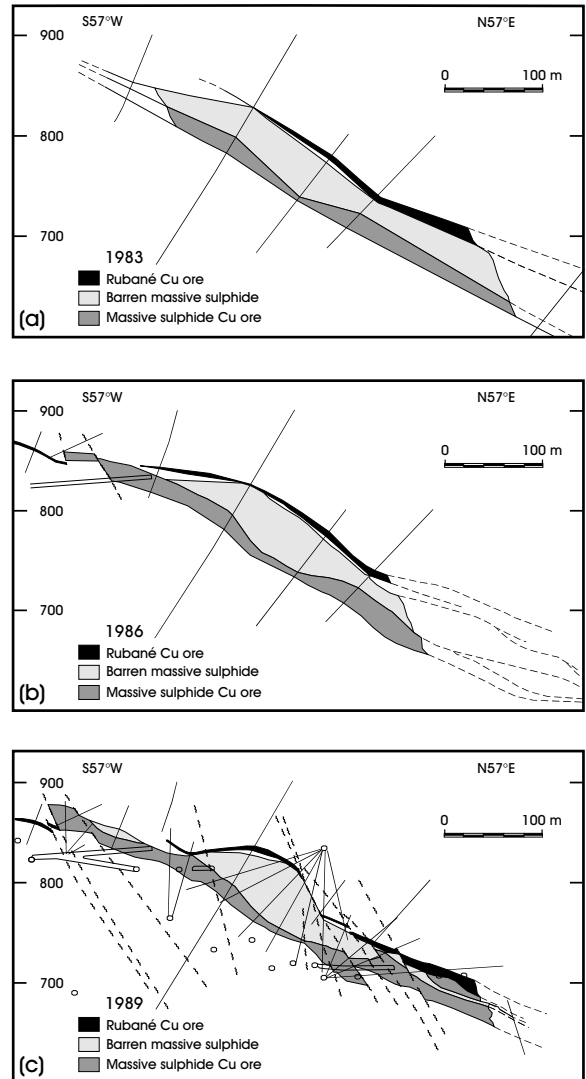 900
S57°W
N57°E
0
100 m
800
700
1983
Rubané Cu ore
Barren massive sulphide
Massive sulphide Cu ore
(a)
S57°W
N57°E
900
0
100 m
800
700
1986
Rubané Cu ore
Barren massive sulphide
Massive sulphide Cu ore
(b)
S57°W
N57°E
900
0
100 m
800
700
1989
Rubané Cu ore
Barren massive sulphide
Massive sulphide Cu ore
(c)